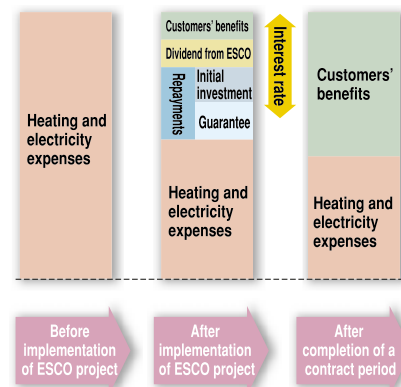 Heating and
electricity
expenses
Customers' benefits
Dividend from ESCO
Repayments
Initial
investment
Guarantee
Heating and
electricity
expenses
Interest rate
Customers'
benefits
Heating and
electricity
expenses
Before
implementation
of ESCO project
After
implementation
of ESCO project
After
completion of a
contract period